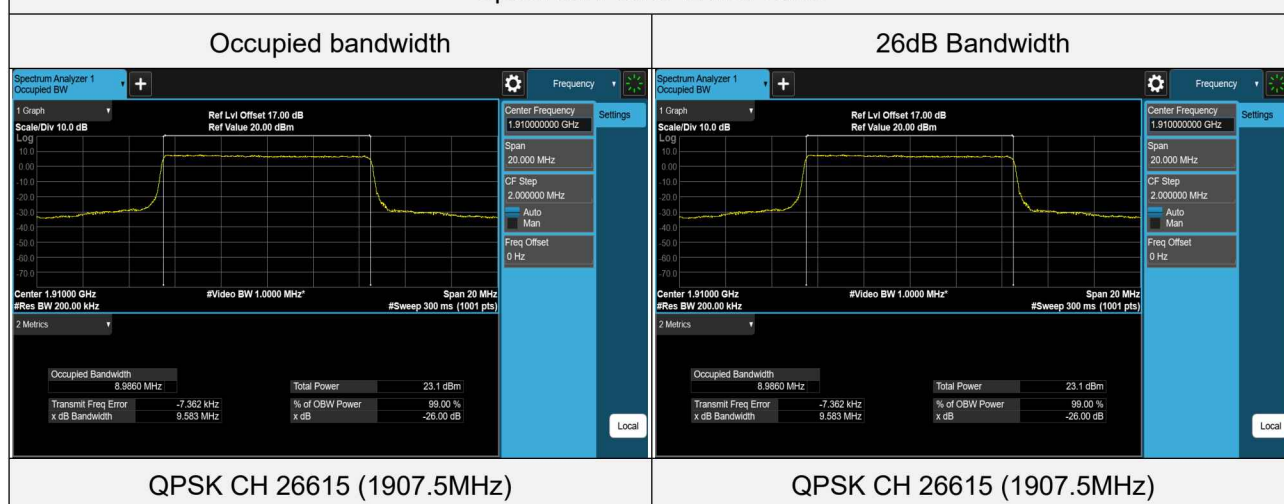 Occupied bandwidth
26dB Bandwidth
Spectrum Analyzer 1
Occupied BW
+
Frequency
1 Graph
Scale/Div 10.0 dB
Ref Lvl Offset 17.00 dB
Ref Value 20.00 dBm
Log
10.0
0.00
-10.0
-20.0
-30.0
-40.0
-50.0
-60.0
-70.0
Center 1.91000 GHz
#Res BW 200.00 kHz
#Video BW 1.0000 MHz*
Span 20 MHz
#Sweep 300 ms (1001 pts)
Center Frequency
1.910000000 GHz
Span
20.000 MHz
CF Step
2.000000 MHz
Auto
Man
Freq Offset
0 Hz
Settings
Local
2 Metrics
Occupied Bandwidth
8.9860 MHz
Transmit Freq Error -7.362 kHz
x dB Bandwidth 9.583 MHz
Total Power 23.1 dBm
% of OBW Power 99.00 %
x dB -26.00 dB
Spectrum Analyzer 1
Occupied BW
+
Frequency
1 Graph
Scale/Div 10.0 dB
Ref Lvl Offset 17.00 dB
Ref Value 20.00 dBm
Log
10.0
0.00
-10.0
-20.0
-30.0
-40.0
-50.0
-60.0
-70.0
Center 1.91000 GHz
#Res BW 200.00 kHz
#Video BW 1.0000 MHz*
Span 20 MHz
#Sweep 300 ms (1001 pts)
Center Frequency
1.910000000 GHz
Span
20.000 MHz
CF Step
2.000000 MHz
Auto
Man
Freq Offset
0 Hz
Settings
Local
2 Metrics
Occupied Bandwidth
8.9860 MHz
Transmit Freq Error -7.362 kHz
x dB Bandwidth 9.583 MHz
Total Power 23.1 dBm
% of OBW Power 99.00 %
x dB -26.00 dB
QPSK CH 26615 (1907.5MHz)
QPSK CH 26615 (1907.5MHz)